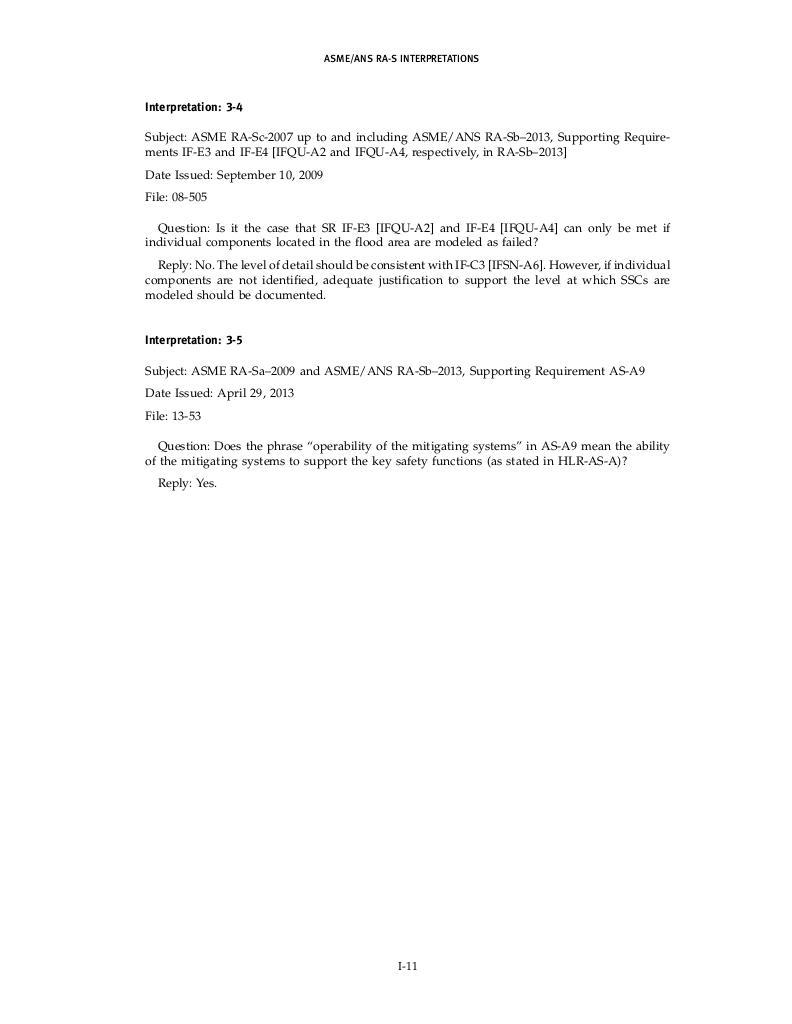 ASME/ANS RA-S INTERPRETATIONS
Interpretation: 3-4
Subject: ASME RA-Sc-2007 up to and including ASME/ANS RA-Sb–2013, Supporting Require-
ments IF-E3 and IF-E4 [IFQU-A2 and IFQU-A4, respectively, in RA-Sb–2013]
Date Issued: September 10, 2009
File: 08-505
Question: Is it the case that SR IF-E3 [IFQU-A2] and IF-E4 [IFQU-A4] can only be met if
individual components located in the flood area are modeled as failed?
Reply: No. The level of detail should be consistent with IF-C3 [IFSN-A6]. However, if individual
components are not identified, adequate justification to support the level at which SSCs are
modeled should be documented.
Interpretation: 3-5
Subject: ASME RA-Sa–2009 and ASME/ANS RA-Sb–2013, Supporting Requirement AS-A9
Date Issued: April 29, 2013
File: 13-53
Question: Does the phrase “operability of the mitigating systems” in AS-A9 mean the ability
of the mitigating systems to support the key safety functions (as stated in HLR-AS-A)?
Reply: Yes.
I-11